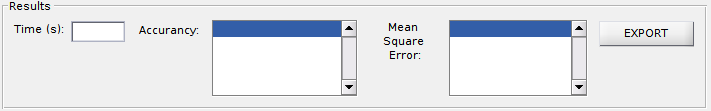 Results
Time (s):
Accurancy:
Mean
Square
Error:
EXPORT